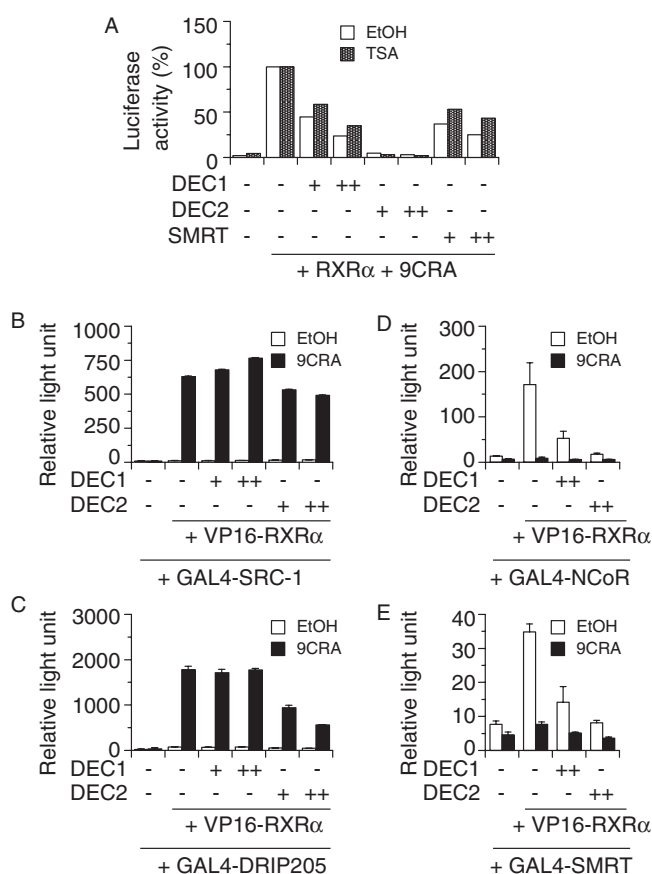 A
Luciferase
activity (%)
150
100
50
0
EtOH
TSA
DEC1 - - + ++ - - - -
DEC2 - - - - + ++ - -
SMRT - - - - - - + ++
+ RXRα + 9CRA
B
Relative light unit
1000
750
500
250
0
EtOH
9CRA
DEC1 - - + ++ - -
DEC2 - - - - + ++
+ VP16-RXRα
+ GAL4-SRC-1
C
Relative light unit
3000
2000
1000
0
EtOH
9CRA
DEC1 - - + ++ - -
DEC2 - - - - + ++
+ VP16-RXRα
+ GAL4-DRIP205
D
Relative light unit
300
200
100
0
EtOH
9CRA
DEC1 - - ++ -
DEC2 - - - ++
+ VP16-RXRα
+ GAL4-NCoR
E
Relative light unit
40
30
20
10
0
EtOH
9CRA
DEC1 - - ++ -
DEC2 - - - ++
+ VP16-RXRα
+ GAL4-SMRT